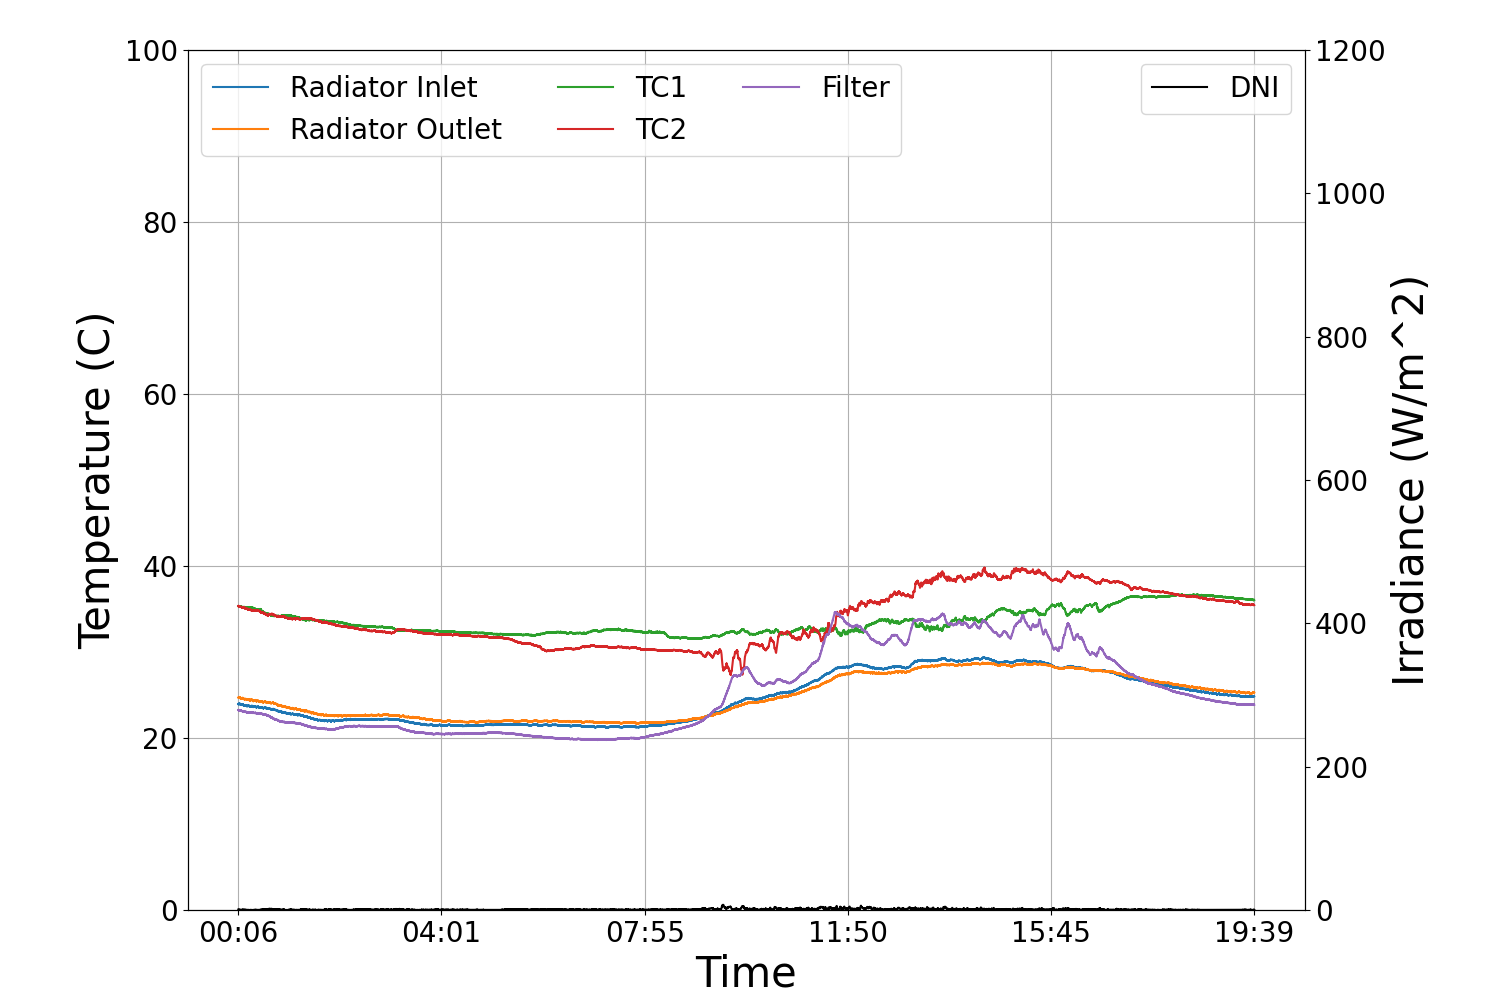 Radiator Inlet
Radiator Outlet
TC1
TC2
Filter
DNI
Temperature (C)
100
80
60
40
20
0
Irradiance (W/m^2)
1200
1000
800
600
400
200
0
00:06 04:01 07:55 11:50 15:45 19:39
Time